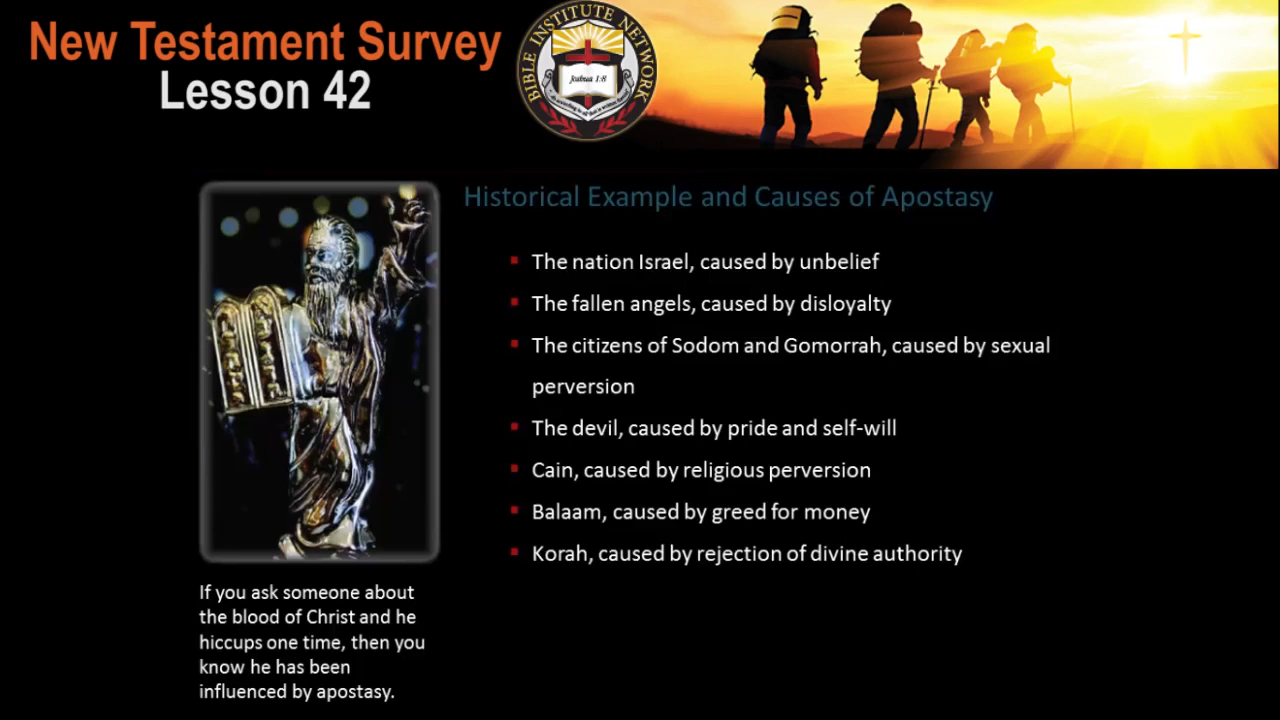 New Testament Survey
Lesson 42
BIBLE INSTITUTE NETWORK
Joshua 1:8
Historical Example and Causes of Apostasy
The nation Israel, caused by unbelief
The fallen angels, caused by disloyalty
The citizens of Sodom and Gomorrah, caused by sexual
perversion
The devil, caused by pride and self-will
Cain, caused by religious perversion
Balaam, caused by greed for money
Korah, caused by rejection of divine authority
If you ask someone about
the blood of Christ and he
hiccups one time, then you
know he has been
influenced by apostasy.